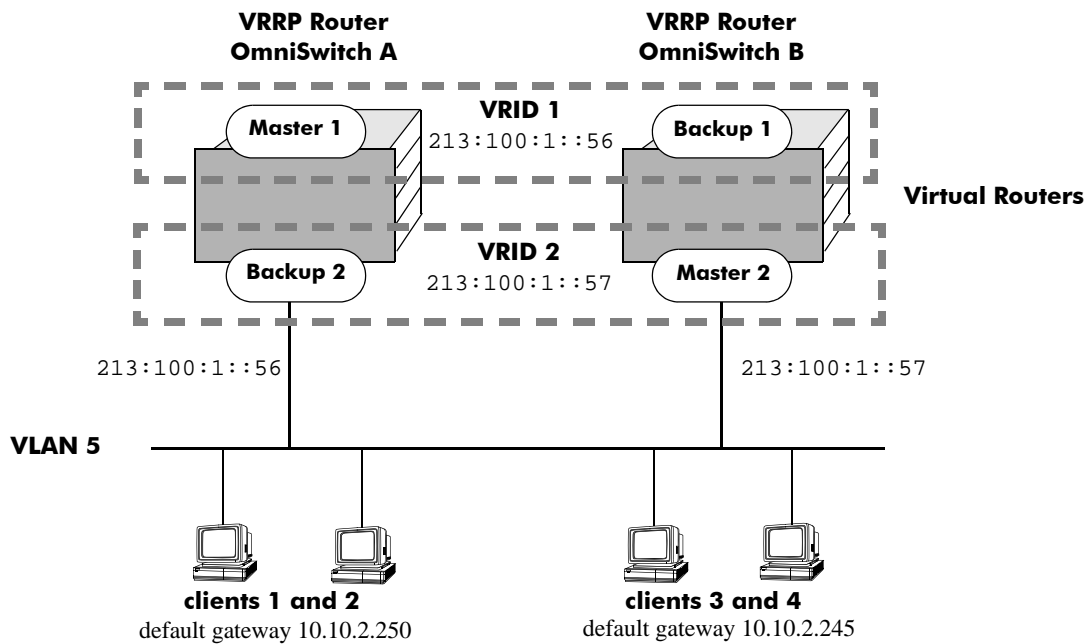 VRRP Router
OmniSwitch A
VRRP Router
OmniSwitch B
VRID 1
Master 1
Backup 1
213:100:1::56
Virtual Routers
VRID 2
Backup 2
Master 2
213:100:1::57
213:100:1::56
213:100:1::57
VLAN 5
clients 1 and 2
default gateway 10.10.2.250
clients 3 and 4
default gateway 10.10.2.245